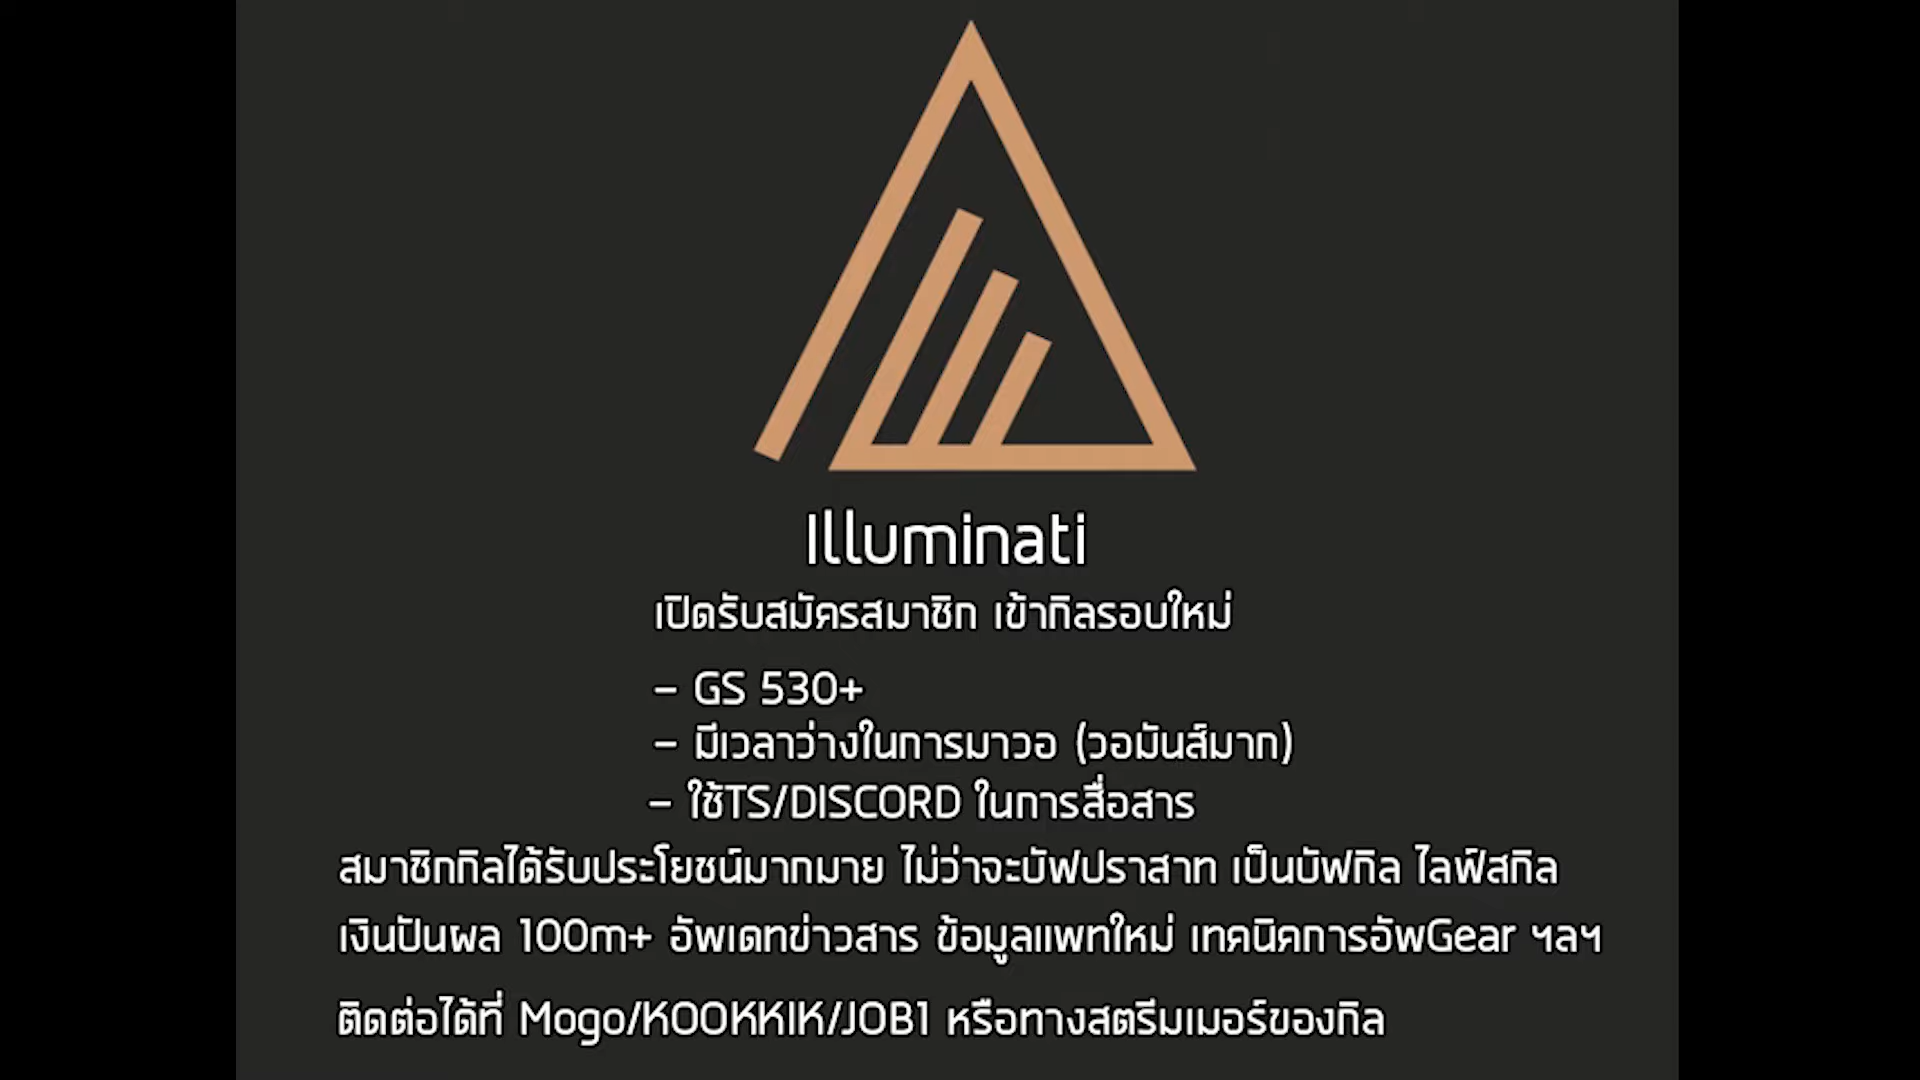 Illuminati
เปิดรับสมัครสมาชิก เข้ากิลรอบใหม่
- GS 530+
- มีเวลาว่างในการมาวอ (วอมันส์มาก)
- ใช้TS/DISCORD ในการสื่อสาร
สมาชิกกิลได้รับประโยชน์มากมาย ไม่ว่าจะบัฟปราสาท เป็นบัฟกิล ไลฟ์สกิล
เงินปันผล 100m+ อัพเดทข่าวสาร ข้อมูลแพทใหม่ เทคนิคการอัพGear ฯลฯ
ติดต่อได้ที่ Mogo/KOOKKIK/JOB1 หรือทางสตรีมเมอร์ของกิล